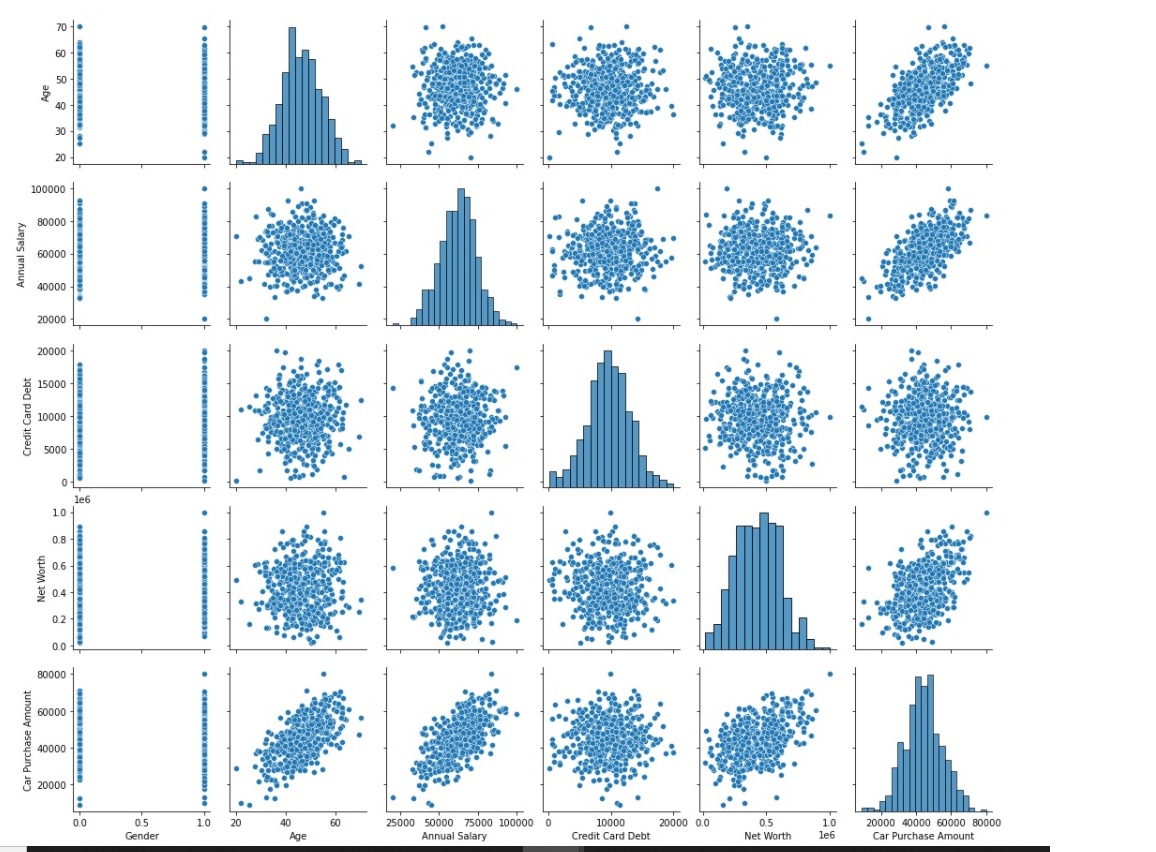 70
60
50
40
30
20
Age
100000
80000
60000
40000
20000
Annual Salary
20000
15000
10000
5000
0
Credit Card Debt
1e6
1.0
0.8
0.6
0.4
0.2
0.0
Net Worth
80000
60000
40000
20000
Car Purchase Amount
0.0 0.5 1.0
Gender
20 40 60
Age
25000 50000 75000 100000
Annual Salary
0 10000 20000
Credit Card Debt
0.0 0.5 1.0
1e6
Net Worth
20000 40000 60000 80000
Car Purchase Amount